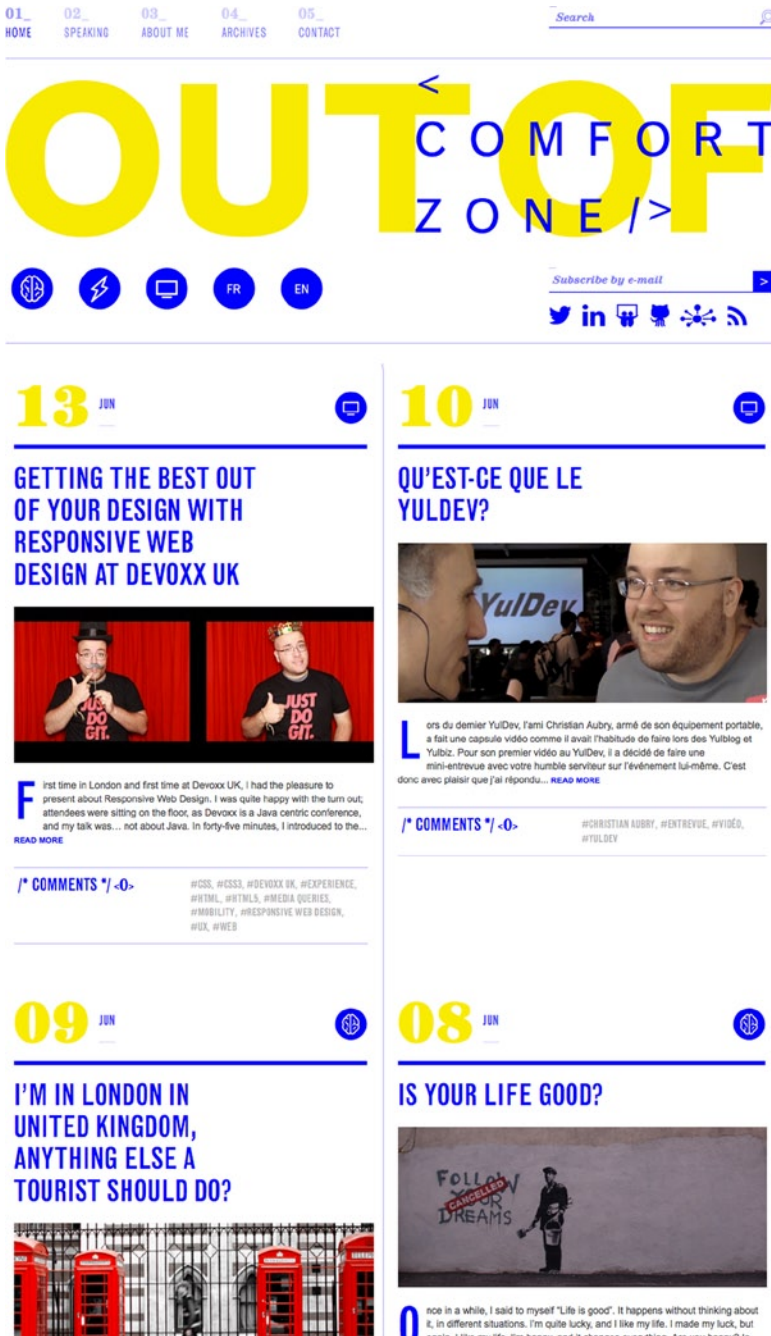 01_ 02_ 03_ 04_ 05_
HOME SPEAKING ABOUT ME ARCHIVES CONTACT
Search
OUT OF
<
COMFORT
ZONE/>
FR EN
Subscribe by e-mail >
in
13 JUN
GETTING THE BEST OUT
OF YOUR DESIGN WITH
RESPONSIVE WEB
DESIGN AT DEVOXX UK
JUST
DO
GIT.
JUST
DO
GIT.
First time in London and first time at Devoxx UK, I had the pleasure to
present about Responsive Web Design. I was quite happy with the turn out;
attendees were sitting on the floor, as Devoxx is a Java centric conference,
and my talk was… not about Java. In forty-five minutes, I introduced to the...
READ MORE
/* COMMENTS */ <0>
#CSS, #CSS3, #DEVOXX UK, #EXPERIENCE,
#HTML, #HTML5, #MEDIA QUERIES,
#MOBILITY, #RESPONSIVE WEB DESIGN,
#UX, #WEB
10 JUN
QU'EST-CE QUE LE
YULDEV?
YulDev
Lors du dernier YulDev, l'ami Christian Aubry, armé de son équipement portable,
a fait une capsule vidéo comme il avait l'habitude de faire lors des Yulblog et
Yulbiz. Pour son premier vidéo au YulDev, il a décidé de faire une
mini-entrevue avec votre humble serviteur sur l'événement lui-même. C'est
donc avec plaisir que j'ai répondu... READ MORE
/* COMMENTS */ <0>
#CHRISTIAN AUBRY, #ENTREVUE, #VIDÉO,
#YULDEV
09 JUN
I'M IN LONDON IN
UNITED KINGDOM,
ANYTHING ELSE A
TOURIST SHOULD DO?
08 JUN
IS YOUR LIFE GOOD?
FOLLOW
YOUR
DREAMS
CANCELLED
Once in a while, I said to myself "Life is good". It happens without thinking about
it, in different situations. I'm quite lucky, and I like my life. I made my luck, but